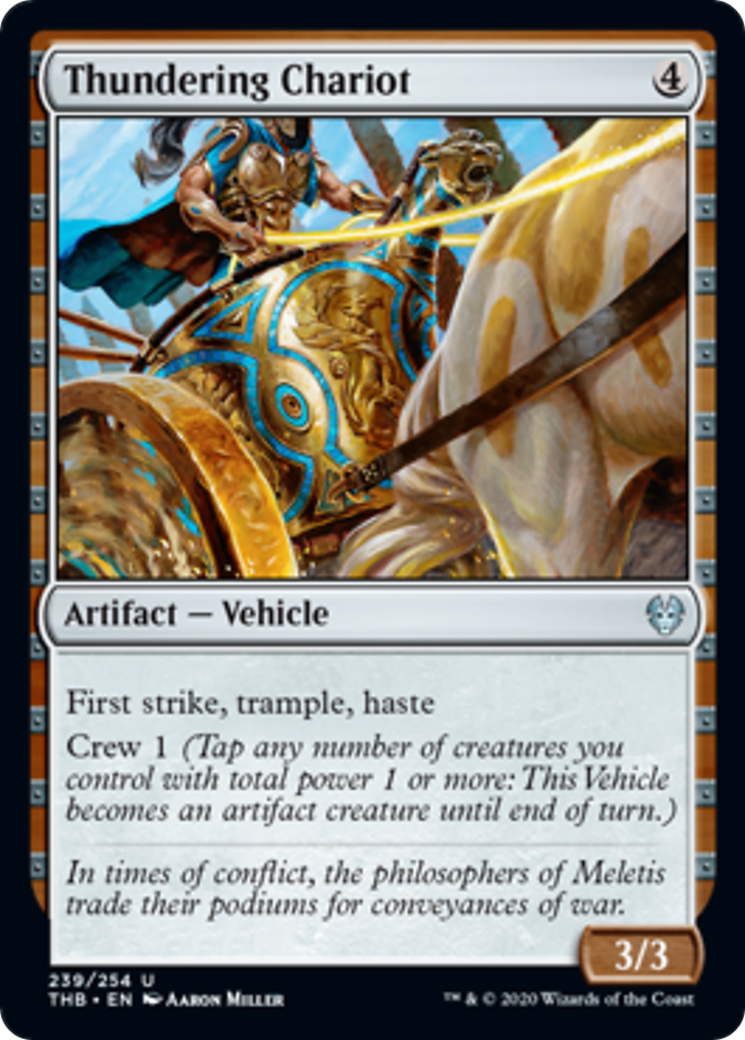 Thundering Chariot 4
Artifact — Vehicle
First strike, trample, haste
Crew 1 (Tap any number of creatures you
control with total power 1 or more: This Vehicle
becomes an artifact creature until end of turn.)
In times of conflict, the philosophers of Meletis
trade their podiums for conveyances of war.
3/3
239/254 U
THB • EN Aaron Miller
™ & © 2020 Wizards of the Coast